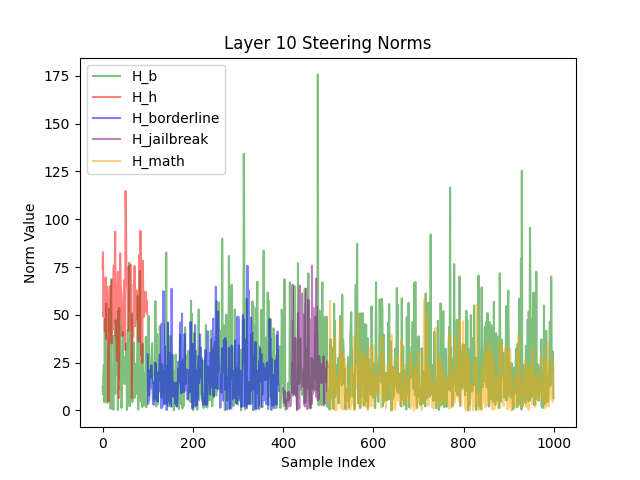 Layer 10 Steering Norms
H_b
H_h
H_borderline
H_jailbreak
H_math
Norm Value
175
150
125
100
75
50
25
0
0 200 400 600 800 1000
Sample Index